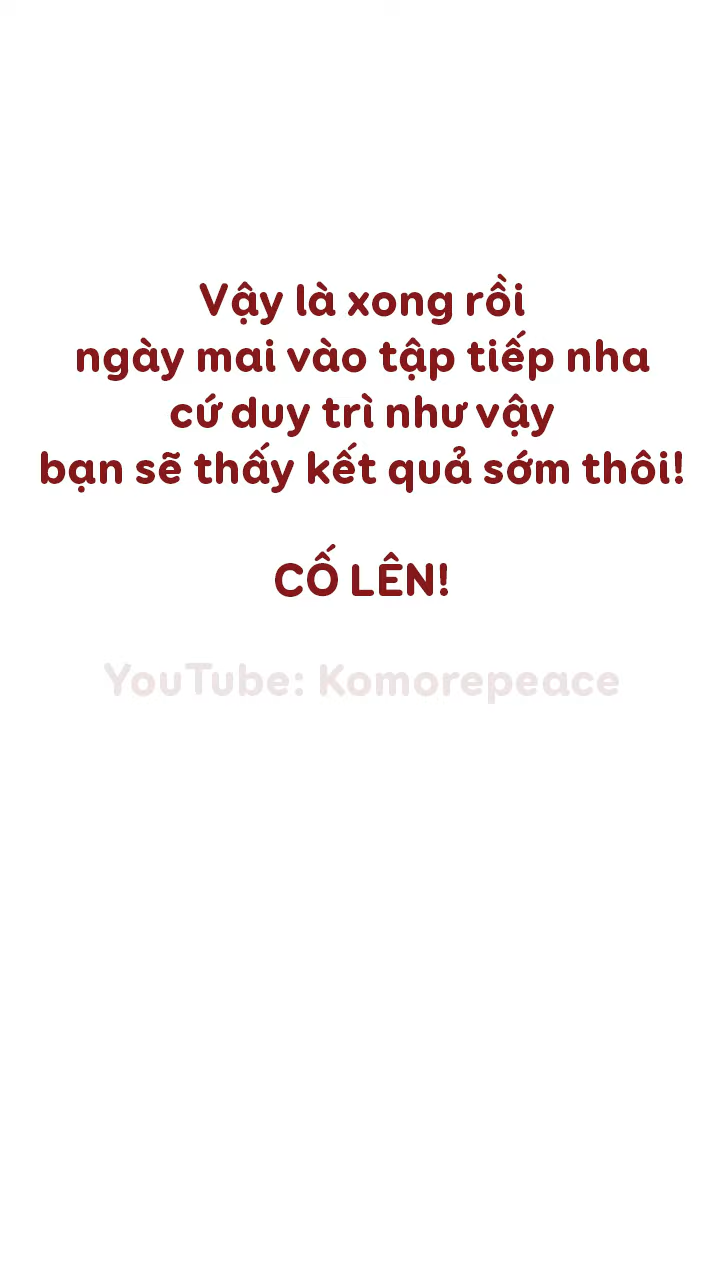 Vậy là xong rồi
ngày mai vào tập tiếp nha
cứ duy trì như vậy
bạn sẽ thấy kết quả sớm thôi!
CỐ LÊN!
YouTube: Komorepeace